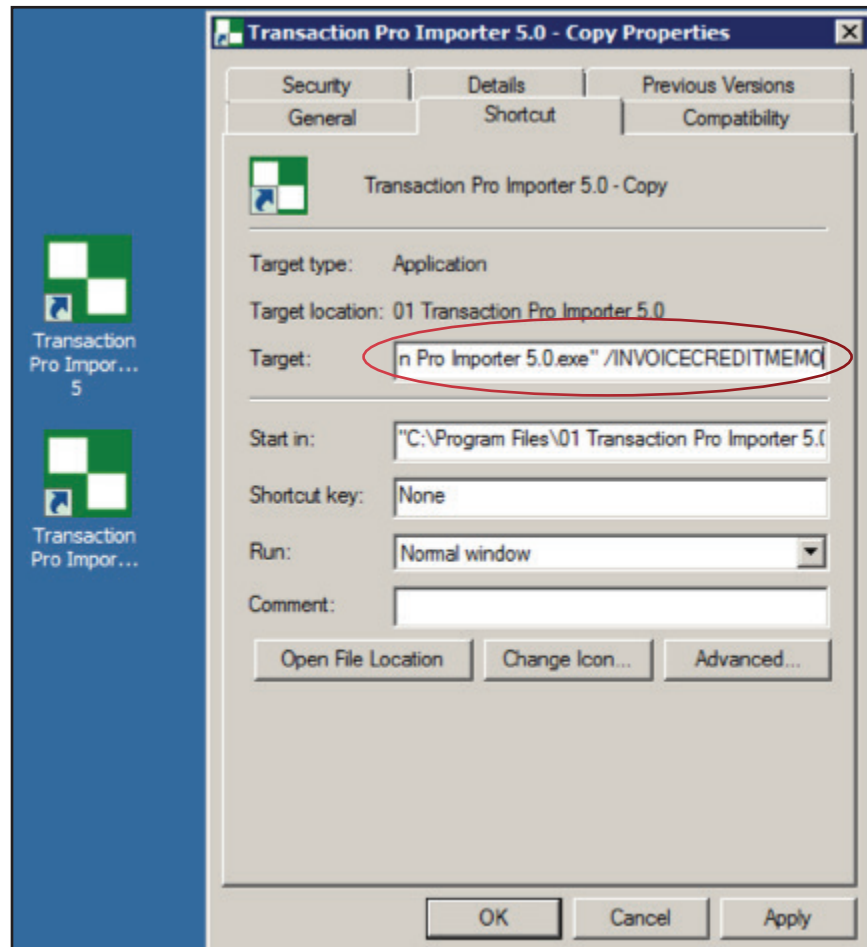 Transaction Pro Importer 5.0 - Copy Properties
Security Details Previous Versions
General Shortcut Compatibility
Transaction Pro Importer 5.0 - Copy
Target type: Application
Target location: 01 Transaction Pro Importer 5.0
Target: n Pro Importer 5.0.exe" /INVOICECREDITMEMO
Start in: "C:\Program Files\01 Transaction Pro Importer 5.0
Shortcut key: None
Run: Normal window
Comment:
Open File Location Change Icon... Advanced...
OK Cancel Apply
Transaction
Pro Impor...
5
Transaction
Pro Impor...